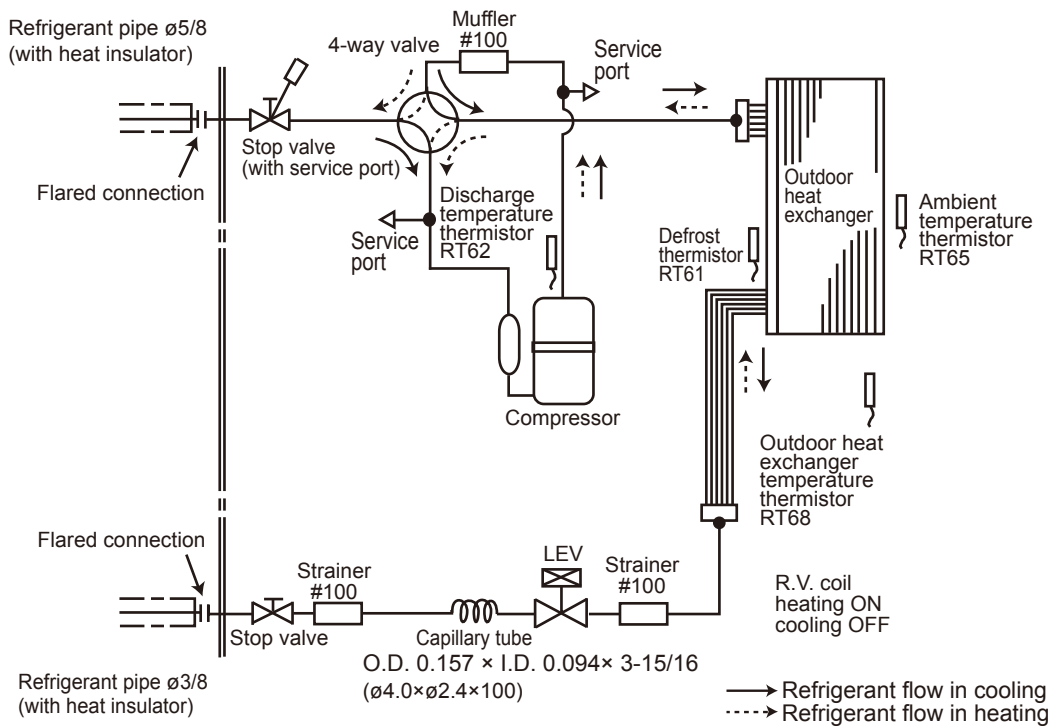 Refrigerant pipe ø5/8
(with heat insulator)
4-way valve
Muffler
#100
Service
port
Stop valve
(with service port)
Flared connection
Discharge
temperature
thermistor
RT62
Service
port
Outdoor
heat
exchanger
Ambient
temperature
thermistor
RT65
Defrost
thermistor
RT61
Compressor
Outdoor heat
exchanger
temperature
thermistor
RT68
Flared connection
Strainer
#100
LEV
Strainer
#100
R.V. coil
heating ON
cooling OFF
Stop valve
Capillary tube
O.D. 0.157 × I.D. 0.094× 3-15/16
(ø4.0×ø2.4×100)
Refrigerant pipe ø3/8
(with heat insulator)
Refrigerant flow in cooling
Refrigerant flow in heating